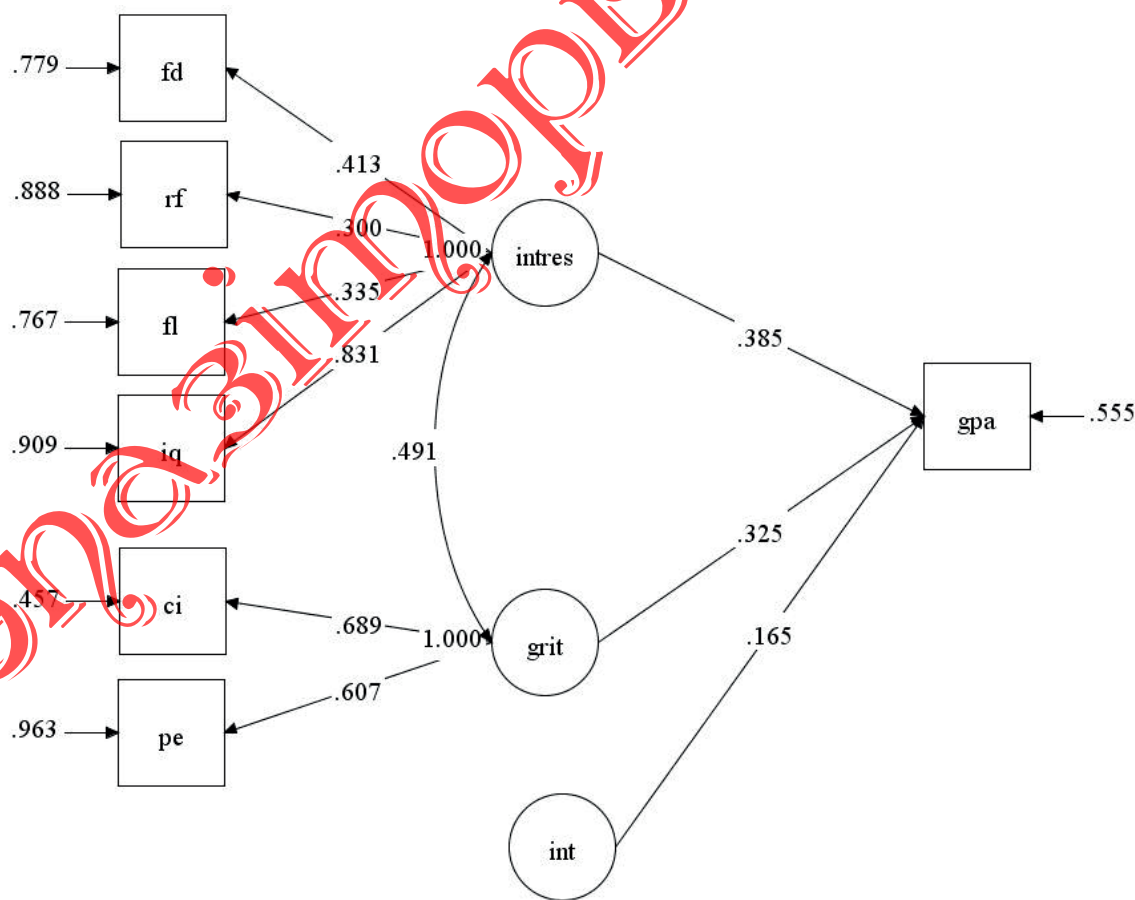 .779
fd
.413
.888
rf
.300
1.000
intres
.767
fl
.335
.385
.831
gpa
.555
.909
iq
.491
.325
.457
ci
.689
1.000
grit
.165
.963
pe
.607
int